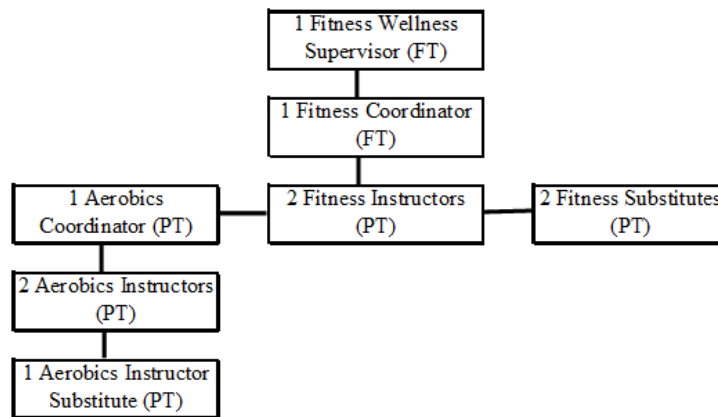 1 Fitness Wellness
Supervisor (FT)
1 Fitness Coordinator
(FT)
1 Aerobics
Coordinator (PT)
2 Fitness Instructors
(PT)
2 Fitness Substitutes
(PT)
2 Aerobics Instructors
(PT)
1 Aerobics Instructor
Substitute (PT)